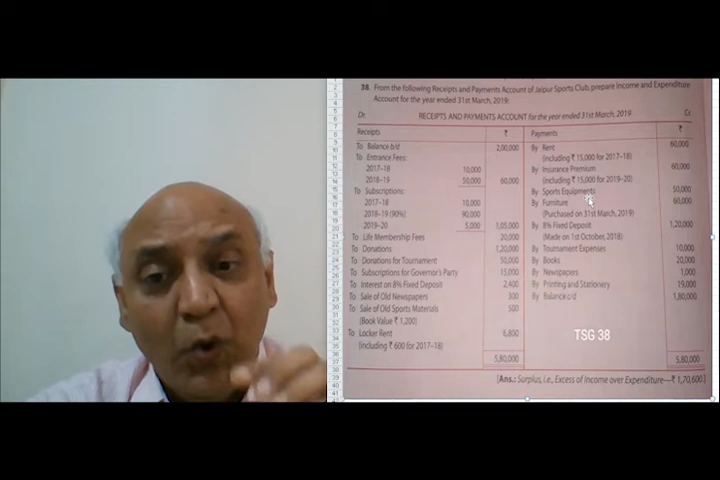 38. From the following Receipts and Payments Account of Jaipur Sports Club, prepare Income and Expenditure
Account for the year ended 31st March, 2019:
Dr. RECEIPTS AND PAYMENTS ACCOUNT for the year ended 31st March, 2019 Cr.
Receipts ₹ Payments ₹
To Balance b/d 2,00,000 By Rent 60,000
To Entrance Fees: (including ₹ 15,000 for 2017–18)
2017–18 10,000 By Insurance Premium 60,000
2018–19 50,000 60,000 (including ₹ 15,000 for 2019–20)
To Subscriptions: By Sports Equipments 50,000
2017–18 10,000 By Furniture 60,000
2018–19 (90%) 90,000 (Purchased on 31st March, 2019)
2019–20 5,000 1,05,000 By 8% Fixed Deposit 1,20,000
To Life Membership Fees 20,000 (Made on 1st October, 2018)
To Donations 1,20,000 By Tournament Expenses 10,000
To Donations for Tournament 50,000 By Books 20,000
To Subscriptions for Governor's Party 15,000 By Newspapers 1,000
To Interest on 8% Fixed Deposit 2,400 By Printing and Stationery 19,000
To Sale of Old Newspapers 300 By Balance c/d 1,80,000
To Sale of Old Sports Materials 500
(Book Value ₹ 1,200)
To Locker Rent 6,800
(including ₹ 600 for 2017–18)
TSG 38
5,80,000 5,80,000
[Ans.: Surplus, i.e., Excess of Income over Expenditure—₹ 1,70,600]